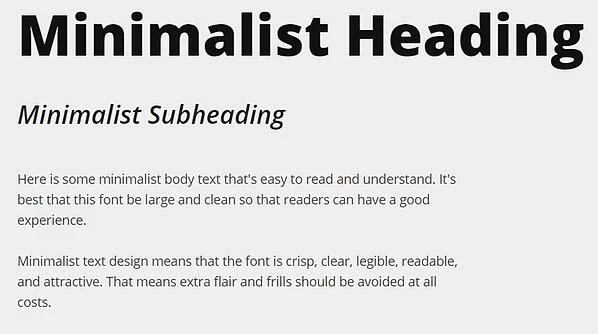 Minimalist Heading
Minimalist Subheading
Here is some minimalist body text that's easy to read and understand. It's
best that this font be large and clean so that readers can have a good
experience.
Minimalist text design means that the font is crisp, clear, legible, readable,
and attractive. That means extra flair and frills should be avoided at all
costs.